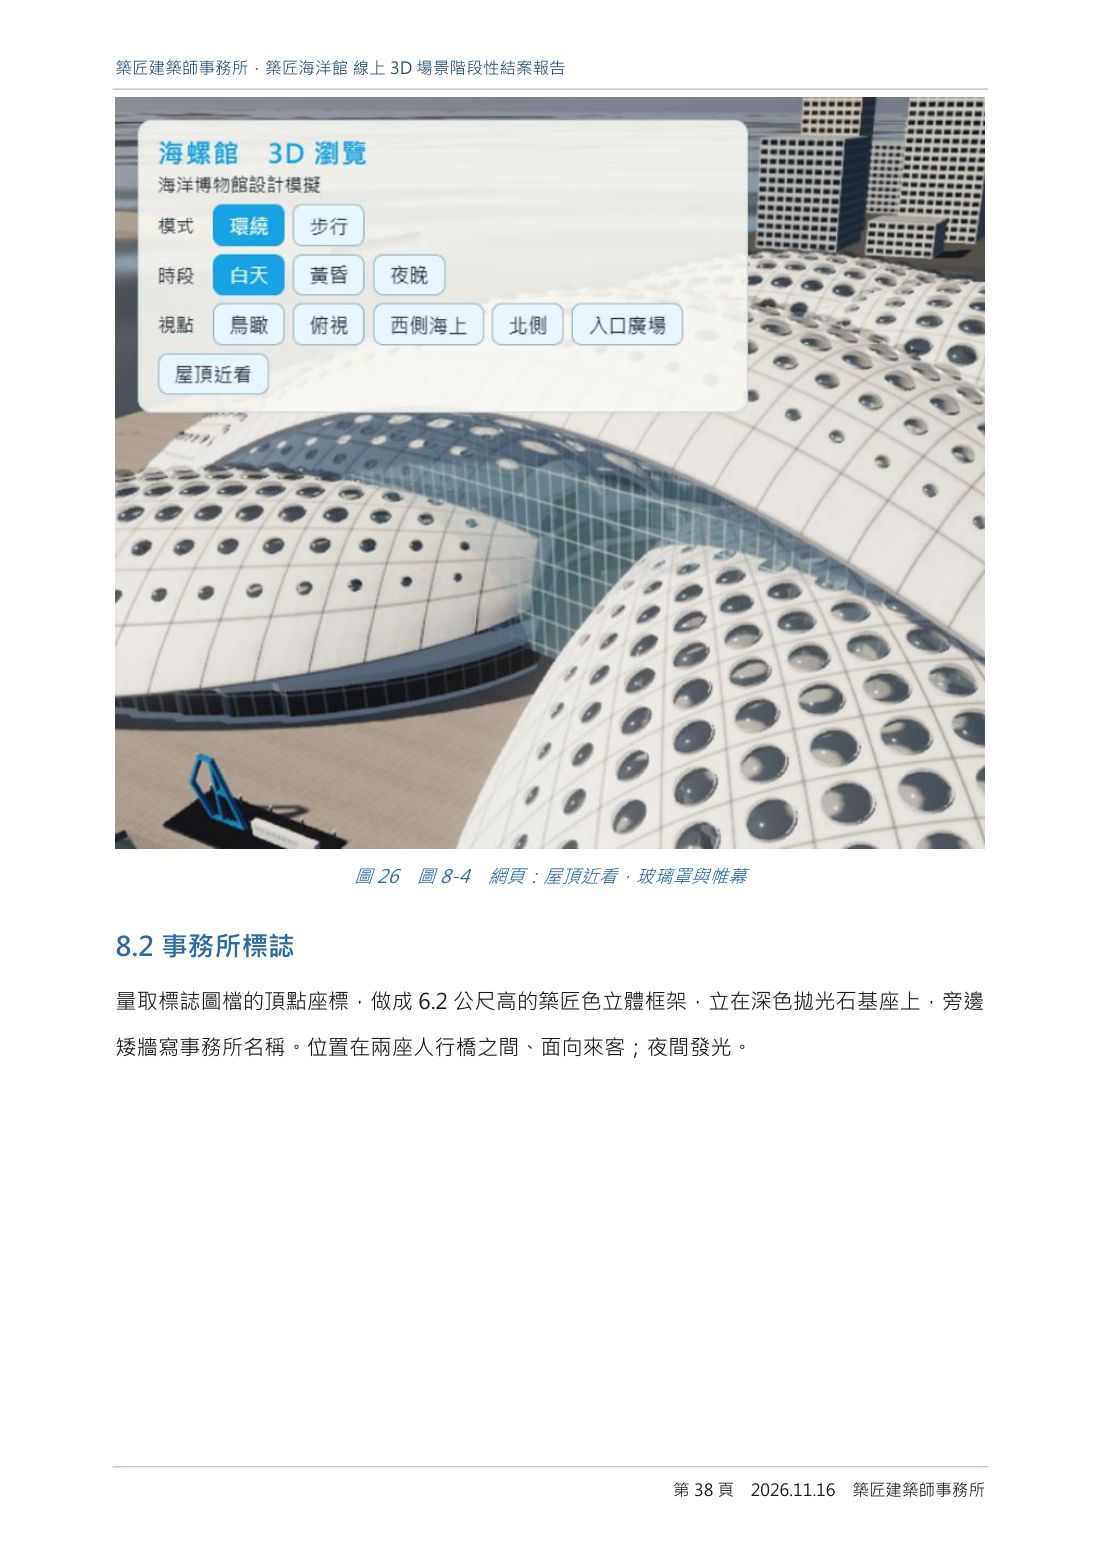 築匠建築師事務所．築匠海洋館 線上 3D 場景階段性結案報告
海螺館　3D 瀏覽
海洋博物館設計模擬
模式 環繞 步行
時段 白天 黃昏 夜晚
視點 鳥瞰 俯視 西側海上 北側 入口廣場
屋頂近看
圖 26　圖 8-4　網頁：屋頂近看，玻璃罩與帷幕
8.2 事務所標誌
量取標誌圖檔的頂點座標，做成 6.2 公尺高的築匠色立體框架，立在深色拋光石基座上，旁邊
矮牆寫事務所名稱。位置在兩座人行橋之間、面向來客；夜間發光。
第 38 頁　2026.11.16　築匠建築師事務所